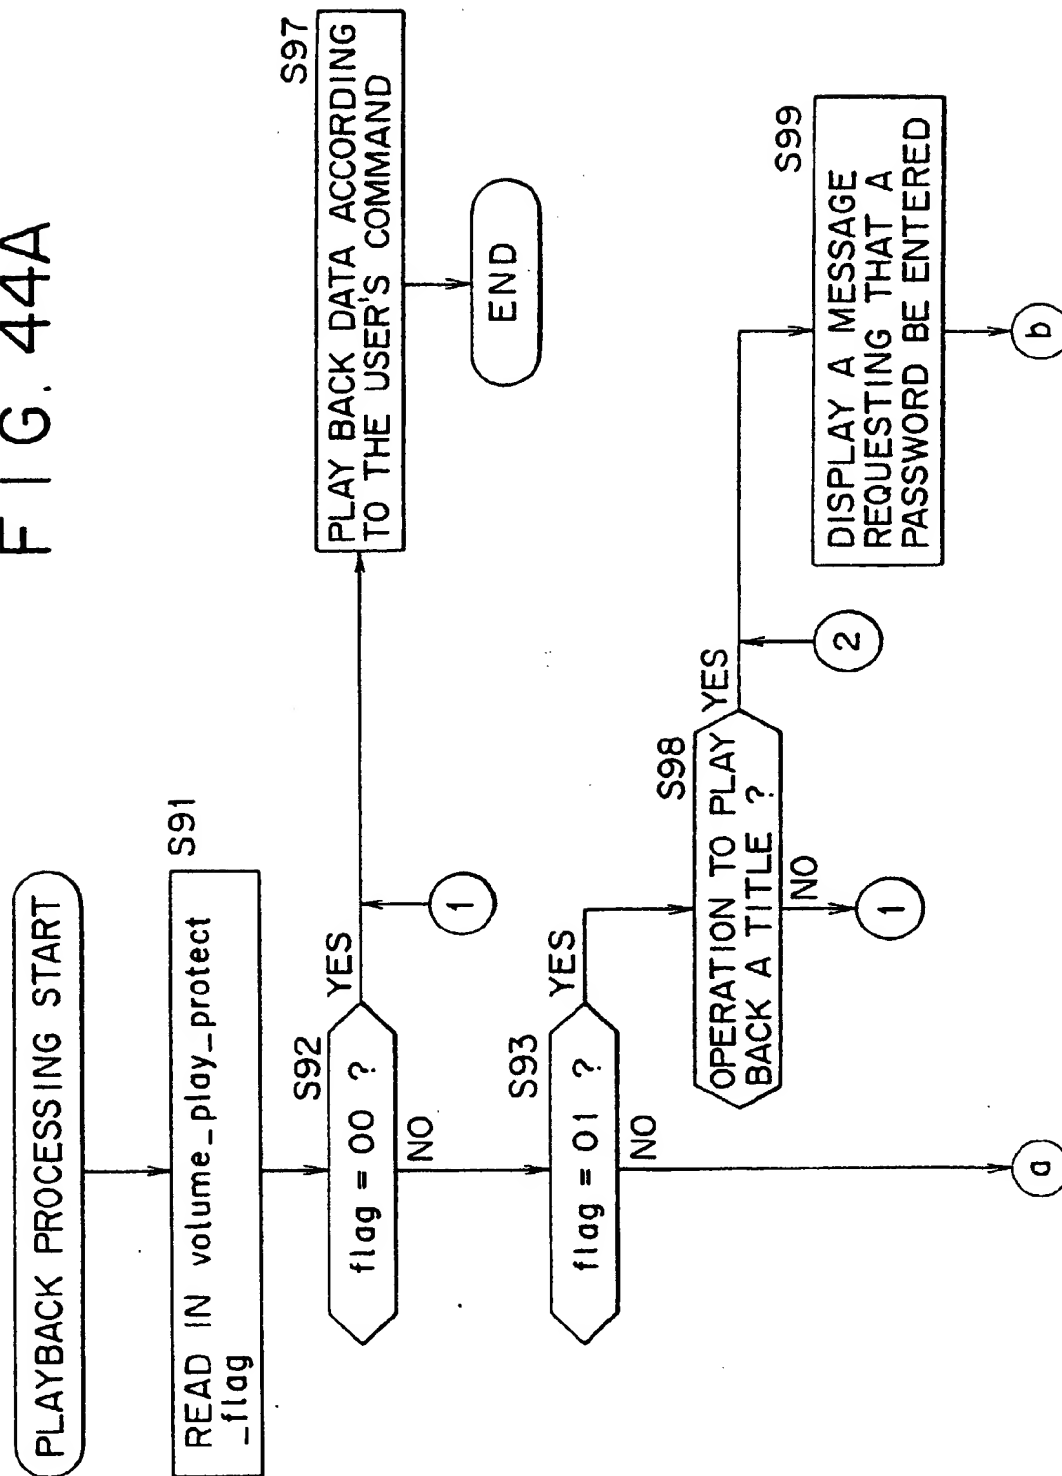 FIG. 44A
PLAYBACK PROCESSING START
S91
READ IN volume_play_protect
_flag
S92
flag = 00 ?
YES
NO
1
S97
PLAY BACK DATA ACCORDING
TO THE USER'S COMMAND
END
S93
flag = 01 ?
YES
NO
S98
OPERATION TO PLAY
BACK A TITLE ?
YES
NO
1
2
S99
DISPLAY A MESSAGE
REQUESTING THAT A
PASSWORD BE ENTERED
a
b